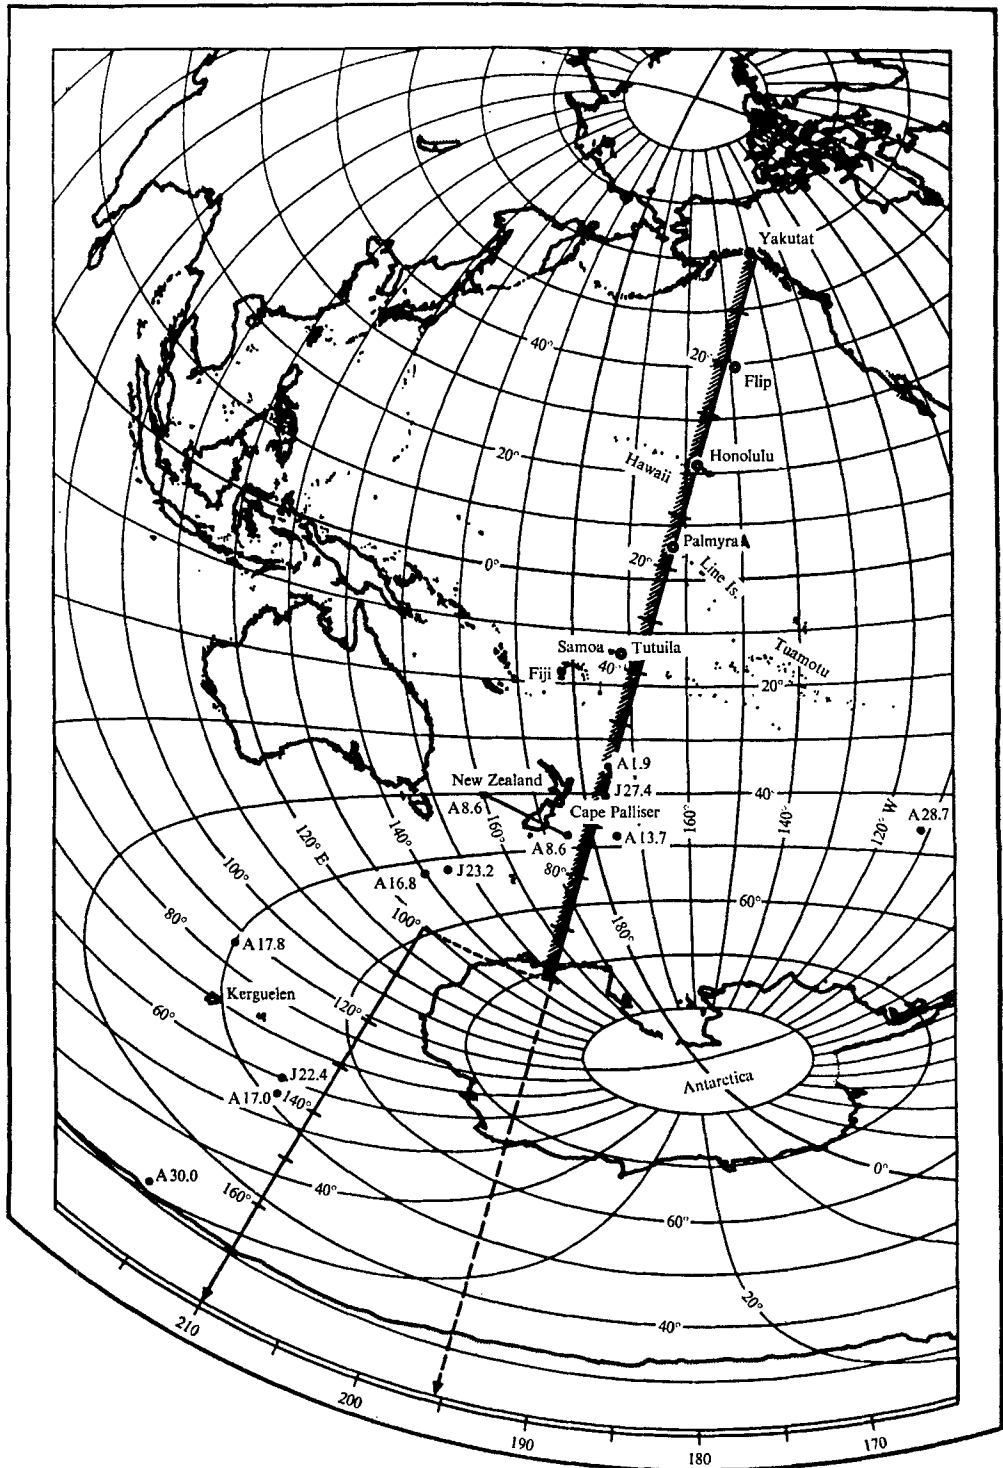 Yakutat
40°
20°
Flip
20°
Hawaii
Honolulu
Palmyra
0°
20°
Line Is.
Samoa
Tutuila
40°
Tuamotu
Fiji
20°
A 1.9
New Zealand
J 27.4
40°
A 8.6
Cape Palliser
160°
160°
140°
120° W
A 28.7
A 8.6
A 13.7
140°
120° E
80°
100°
J 23.2
A 16.8
60°
80°
100°
180°
A 17.8
Kerguelen
120°
60°
J 22.4
Antarctica
A 17.0
140°
0°
A 30.0
160°
40°
60°
20°
40°
210
200
190
180
170